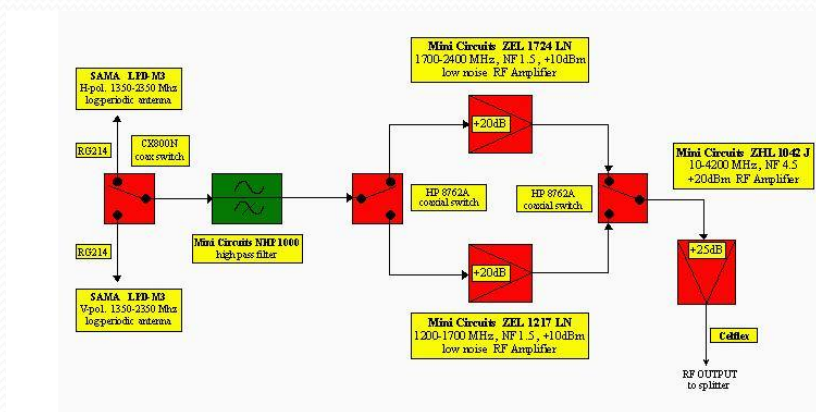 SAMA LPD-M3
H-pol. 1350-2350 Mhz
log-periodic antenna
RG214
CX800N
coax switch
RG214
SAMA LPD-M3
V-pol. 1350-2350 Mhz
log-periodic antenna
Mini Circuits NHP 1000
high pass filter
Mini Circuits ZEL 1724 LN
1700-2400 MHz, NF 1.5, +10dBm
low noise RF Amplifier
+20dB
HP 8762A
coaxial switch
HP 8762A
coaxial switch
+20dB
Mini Circuits ZEL 1217 LN
1200-1700 MHz, NF 1.5, +10dBm
low noise RF Amplifier
Mini Circuits ZHL 1042 J
10-4200 MHz, NF 4.5
+20dBm RF Amplifier
+25dB
Cellflex
RF OUTPUT
to splitter